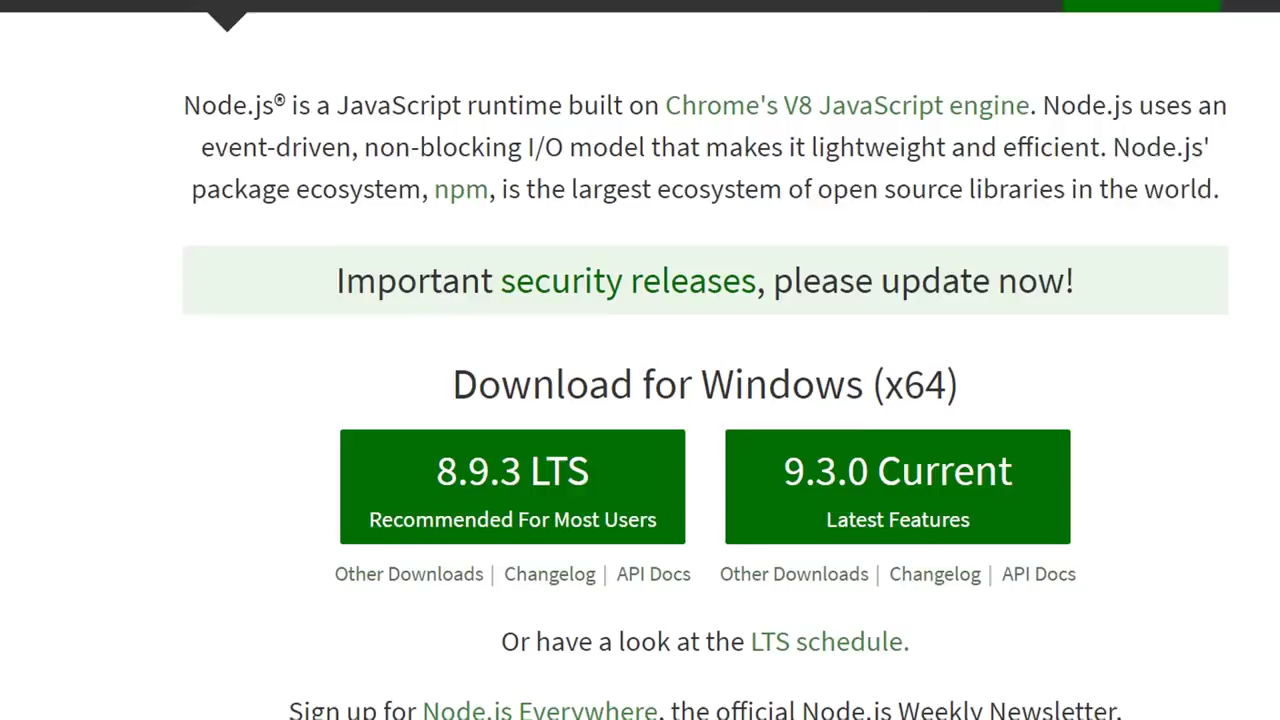 Node.js® is a JavaScript runtime built on Chrome's V8 JavaScript engine. Node.js uses an
event-driven, non-blocking I/O model that makes it lightweight and efficient. Node.js'
package ecosystem, npm, is the largest ecosystem of open source libraries in the world.
Important security releases, please update now!
Download for Windows (x64)
8.9.3 LTS
Recommended For Most Users
9.3.0 Current
Latest Features
Other Downloads | Changelog | API Docs
Other Downloads | Changelog | API Docs
Or have a look at the LTS schedule.
Sign up for Node.js Everywhere, the official Node.js Weekly Newsletter.